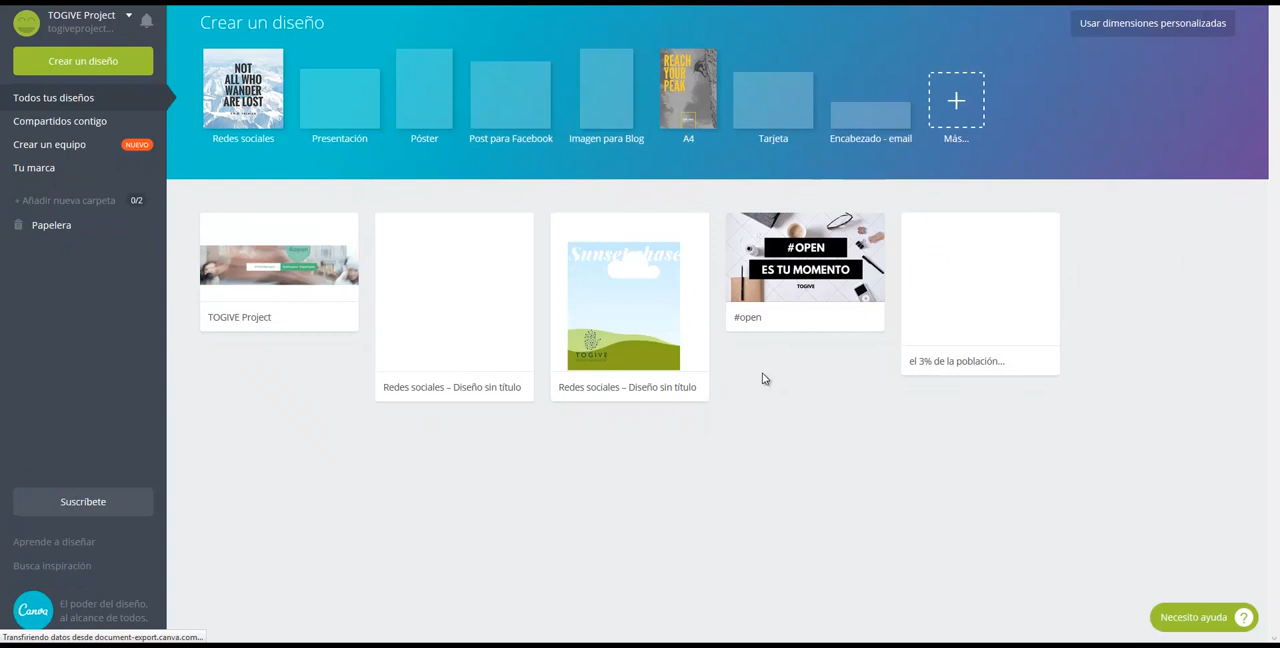 TOGIVE Project
togiveproject...
Crear un diseño
Todos tus diseños
Compartidos contigo
Crear un equipo NUEVO
Tu marca
+ Añadir nueva carpeta 0/2
Papelera
Suscríbete
Aprende a diseñar
Busca inspiración
Canva
El poder del diseño,
al alcance de todos.
Transfiriendo datos desde document-export.canva.com...
Crear un diseño
Usar dimensiones personalizadas
NOT
ALL WHO
WANDER
ARE LOST
REACH
YOUR
PEAK
Redes sociales
Presentación
Póster
Post para Facebook
Imagen para Blog
A4
Tarjeta
Encabezado - email
Más...
TOGIVE Project
Redes sociales – Diseño sin título
Sunset phase
TOGIVE
Redes sociales – Diseño sin título
#OPEN
ES TU MOMENTO
TOGIVE
#open
el 3% de la población...
Necesito ayuda ?